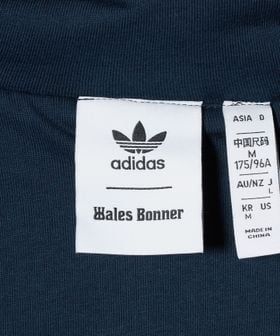 adidas
Wales Bonner
ASIA D
中国尺码
M
175/96A
AU/NZ J
L
KR US
M
MADE IN
CHINA